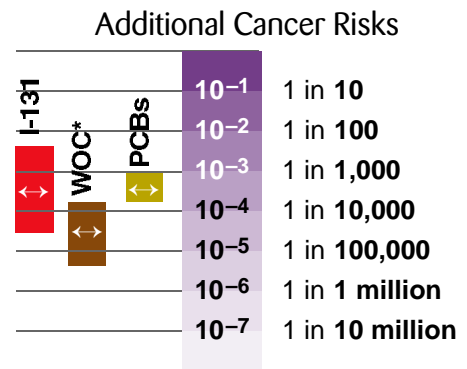 Additional Cancer Risks
I-131
WOC*
PCBs
10–1 1 in 10
10–2 1 in 100
10–3 1 in 1,000
10–4 1 in 10,000
10–5 1 in 100,000
10–6 1 in 1 million
10–7 1 in 10 million